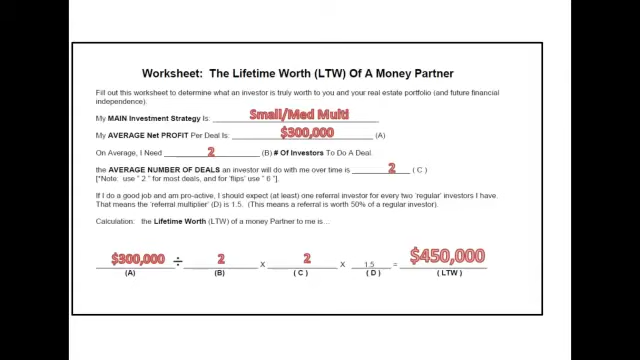 Worksheet: The Lifetime Worth (LTW) Of A Money Partner
Fill out this worksheet to determine what an investor is truly worth to you and your real estate portfolio (and future financial
independence).
My MAIN Investment Strategy Is: Small/Med Multi
My AVERAGE Net PROFIT Per Deal Is: $300,000 (A)
On Average, I Need 2 (B) # Of Investors To Do A Deal.
the AVERAGE NUMBER OF DEALS an investor will do with me over time is 2 ( C )
[*Note: use " 2 " for most deals, and for 'flips' use " 6 "].
If I do a good job and am pro-active, I should expect (at least) one referral investor for every two 'regular' investors I have.
That means the 'referral multiplier' (D) is 1.5. (This means a referral is worth 50% of a regular investor).
Calculation: the Lifetime Worth (LTW) of a money Partner to me is...
$300,000 ÷ 2 X 2 X 1.5 = $450,000
(A) (B) ( C ) ( D ) ( LTW )